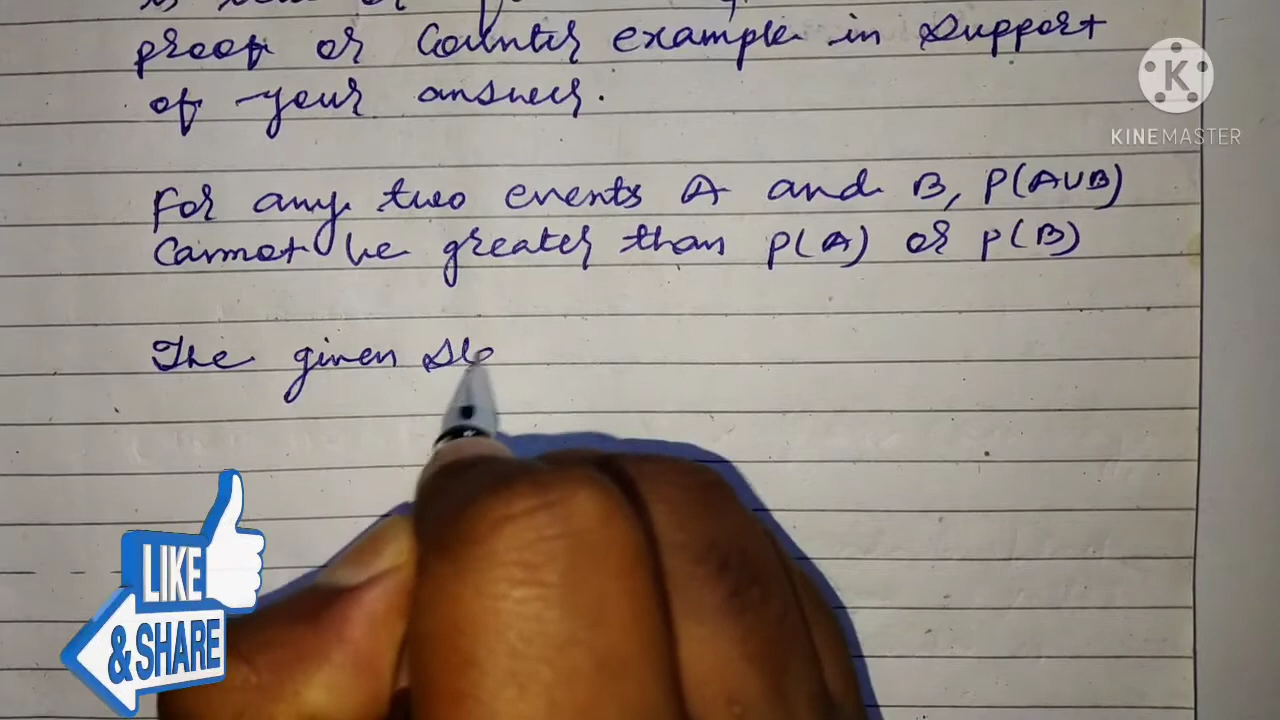 proof or Counter example in support
of your answer.
KINEMASTER
For any two events A and B, P(AUB)
Cannot be greater than P(A) or P(B)
The given
LIKE
& SHARE